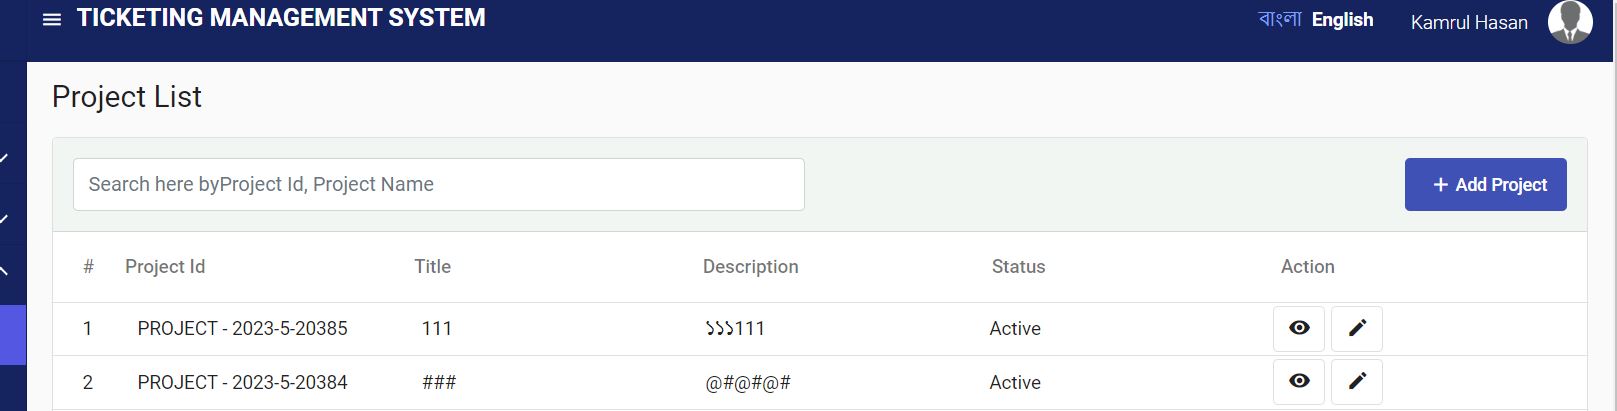 TICKETING MANAGEMENT SYSTEM বাংলা English Kamrul Hasan
Project List
Search here byProject Id, Project Name + Add Project
# Project Id Title Description Status Action
1 PROJECT - 2023-5-20385 111 ১১১111 Active
2 PROJECT - 2023-5-20384 ### @#@#@# Active